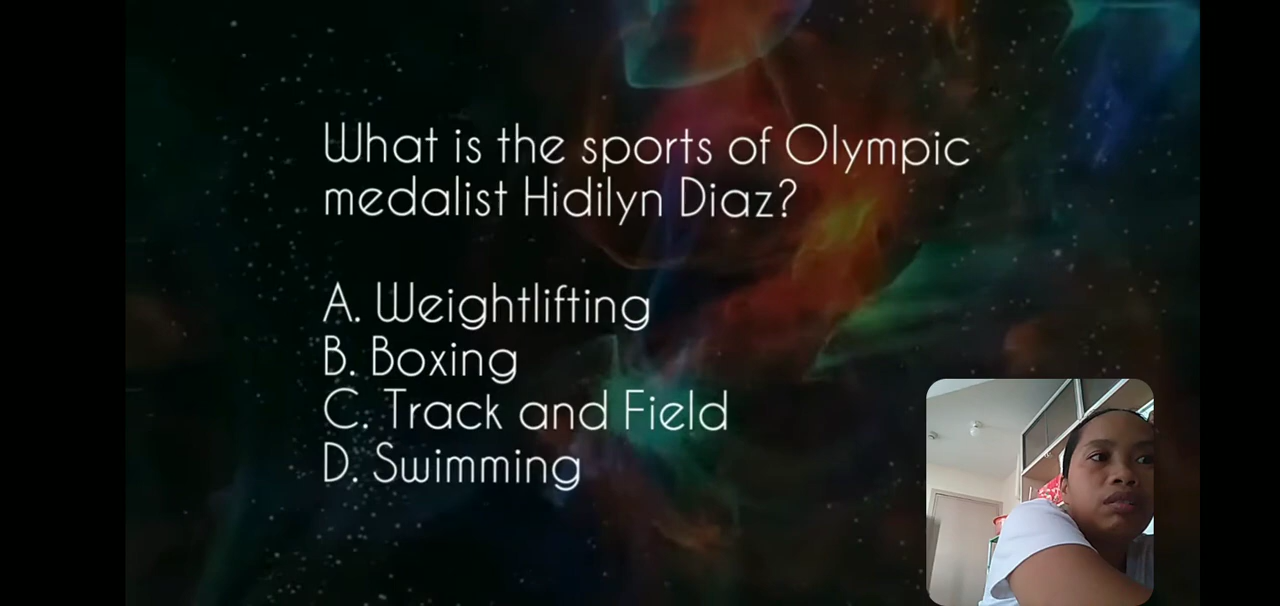 What is the sports of Olympic
medalist Hidilyn Diaz?
A. Weightlifting
B. Boxing
C. Track and Field
D. Swimming